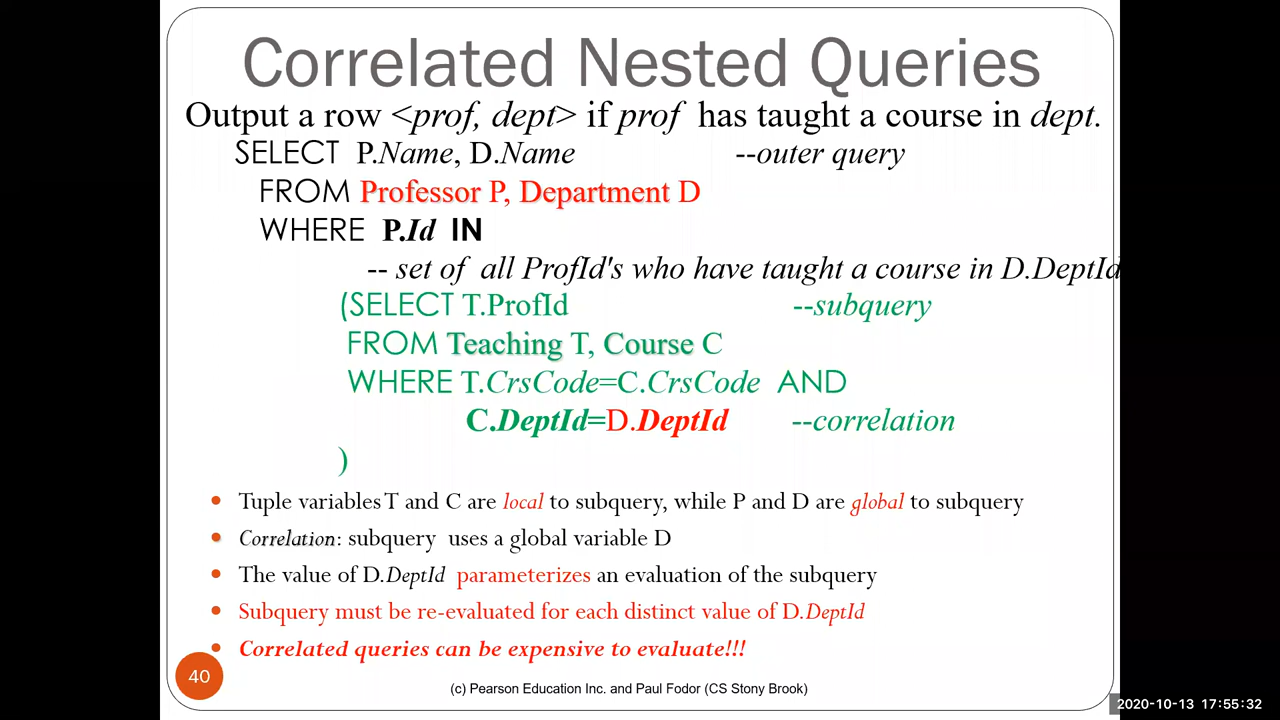 Correlated Nested Queries
Output a row <prof, dept> if prof has taught a course in dept.
SELECT P.Name, D.Name --outer query
FROM Professor P, Department D
WHERE P.Id IN
-- set of all ProfId's who have taught a course in D.DeptId
(SELECT T.ProfId --subquery
FROM Teaching T, Course C
WHERE T.CrsCode=C.CrsCode AND
C.DeptId=D.DeptId --correlation
)
• Tuple variables T and C are local to subquery, while P and D are global to subquery
• Correlation: subquery uses a global variable D
• The value of D.DeptId parameterizes an evaluation of the subquery
• Subquery must be re-evaluated for each distinct value of D.DeptId
• Correlated queries can be expensive to evaluate!!!
40
(c) Pearson Education Inc. and Paul Fodor (CS Stony Brook)
2020-10-13 17:55:32